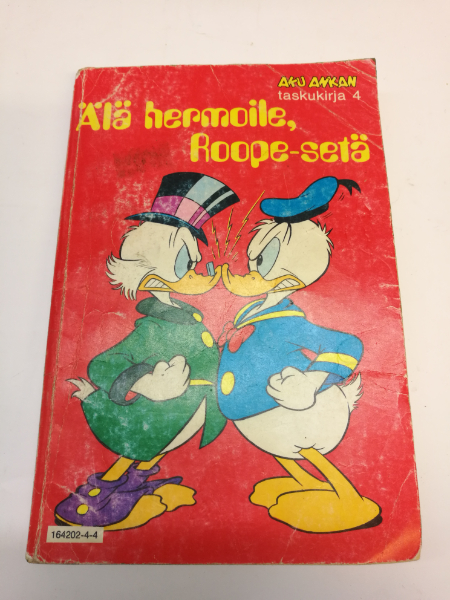 AKU ANKAN
taskukirja 4
Älä hermoile,
Roope-setä
164202-4-4